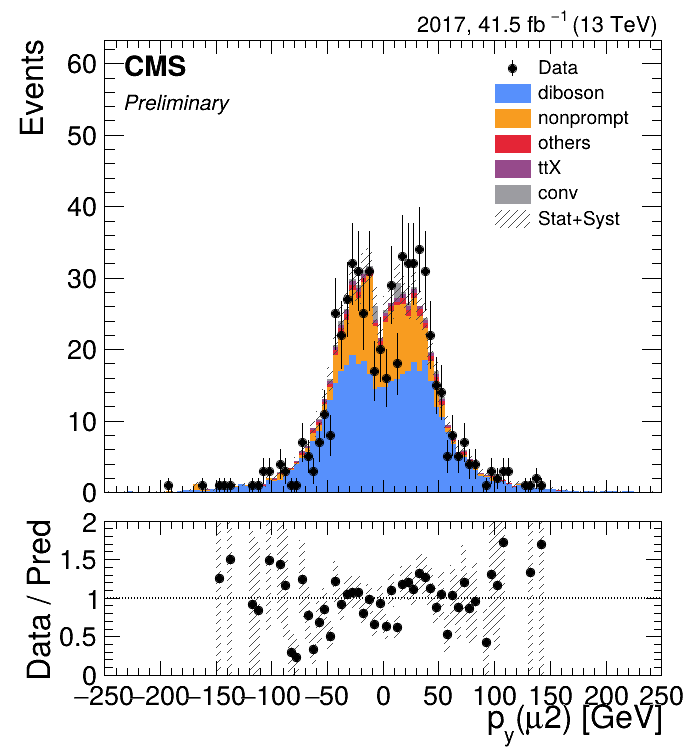 2017, 41.5 fb⁻¹ (13 TeV)
CMS
Preliminary
Events
60
50
40
30
20
10
0
Data
diboson
nonprompt
others
ttX
conv
Stat+Syst
Data / Pred
2
1.5
1
0.5
0
−250 −200 −150 −100 −50 0 50 100 150 200 250
p_y(μ2) [GeV]